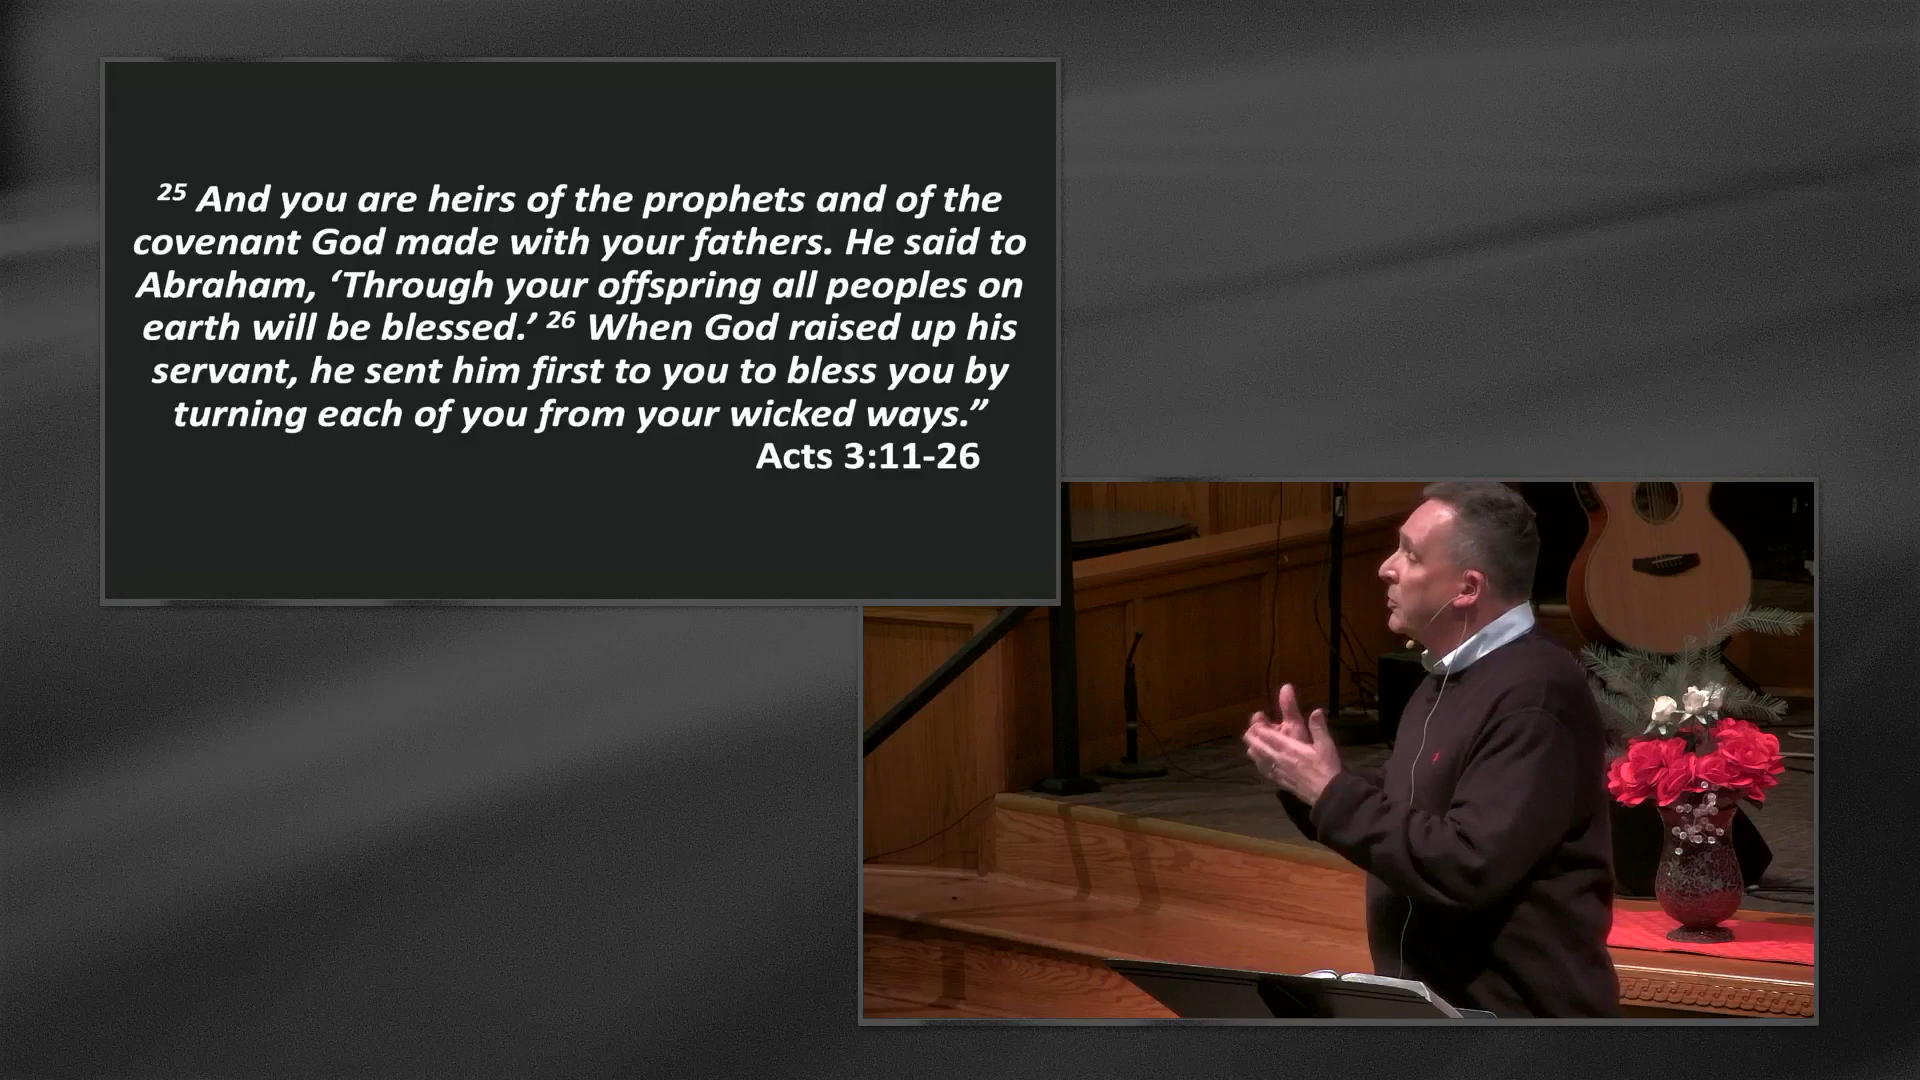 25 And you are heirs of the prophets and of the
covenant God made with your fathers. He said to
Abraham, ‘Through your offspring all peoples on
earth will be blessed.’ 26 When God raised up his
servant, he sent him first to you to bless you by
turning each of you from your wicked ways.”
Acts 3:11-26